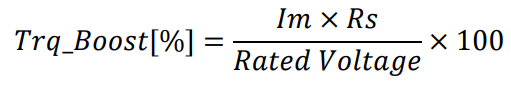 Trq_Boost[%] = Im × Rs / Rated Voltage × 100